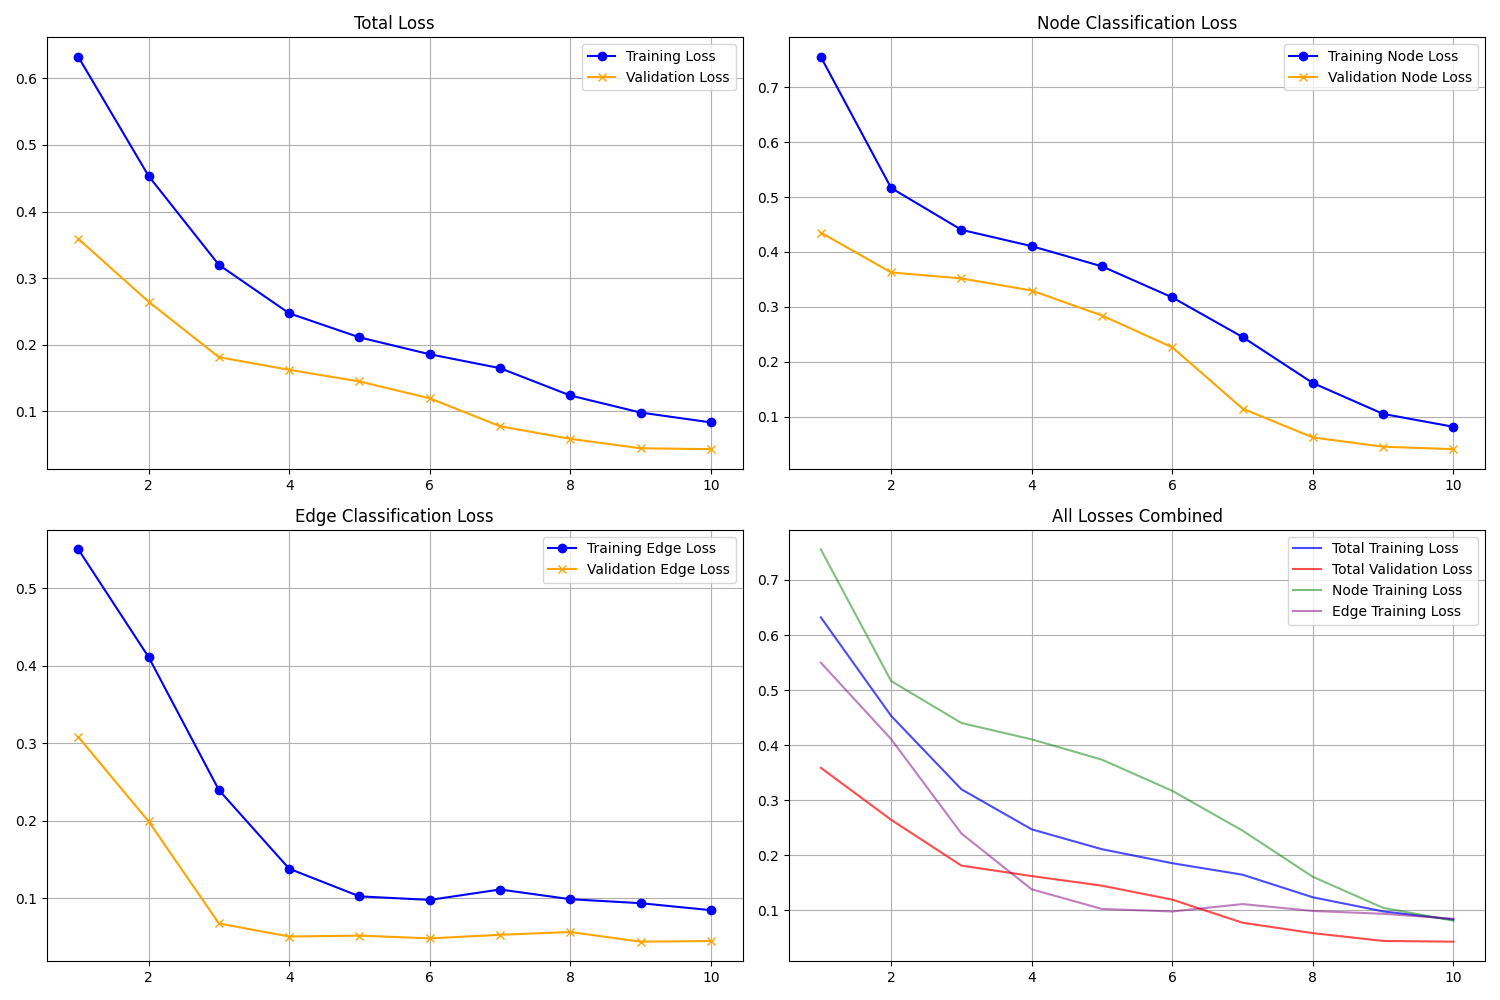 Total Loss
Training Loss
Validation Loss
0.6
0.5
0.4
0.3
0.2
0.1
2 4 6 8 10
Node Classification Loss
Training Node Loss
Validation Node Loss
0.7
0.6
0.5
0.4
0.3
0.2
0.1
2 4 6 8 10
Edge Classification Loss
Training Edge Loss
Validation Edge Loss
0.5
0.4
0.3
0.2
0.1
2 4 6 8 10
All Losses Combined
Total Training Loss
Total Validation Loss
Node Training Loss
Edge Training Loss
0.7
0.6
0.5
0.4
0.3
0.2
0.1
2 4 6 8 10